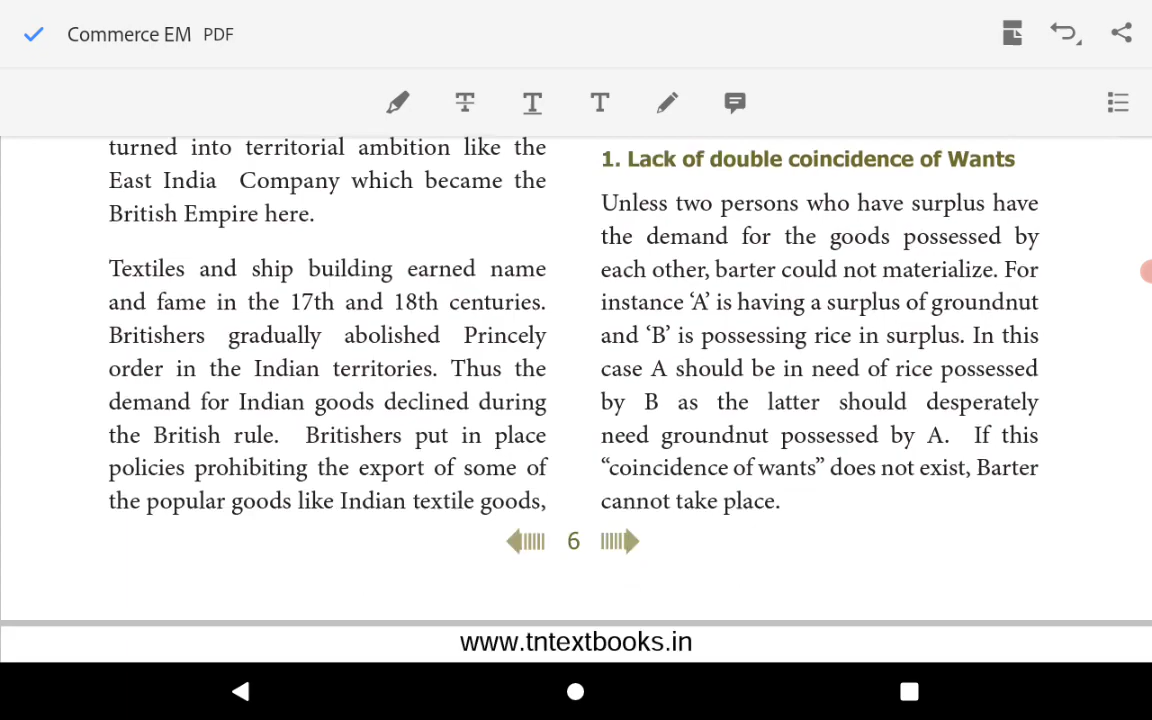 Commerce EM PDF
turned into territorial ambition like the
East India Company which became the
British Empire here.
Textiles and ship building earned name
and fame in the 17th and 18th centuries.
Britishers gradually abolished Princely
order in the Indian territories. Thus the
demand for Indian goods declined during
the British rule. Britishers put in place
policies prohibiting the export of some of
the popular goods like Indian textile goods,
1. Lack of double coincidence of Wants
Unless two persons who have surplus have
the demand for the goods possessed by
each other, barter could not materialize. For
instance ‘A’ is having a surplus of groundnut
and ‘B’ is possessing rice in surplus. In this
case A should be in need of rice possessed
by B as the latter should desperately
need groundnut possessed by A. If this
“coincidence of wants” does not exist, Barter
cannot take place.
6
www.tntextbooks.in